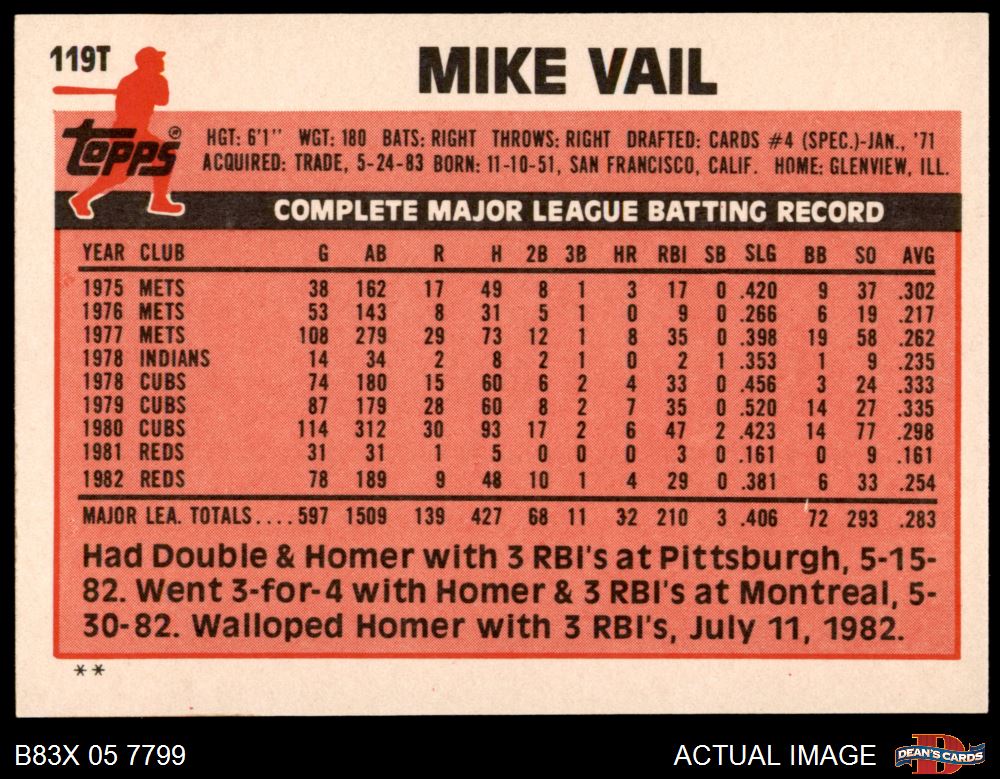 119T
MIKE VAIL
Topps ®
HGT: 6'1" WGT: 180 BATS: RIGHT THROWS: RIGHT DRAFTED: CARDS #4 (SPEC.)-JAN., '71
ACQUIRED: TRADE, 5-24-83 BORN: 11-10-51, SAN FRANCISCO, CALIF. HOME: GLENVIEW, ILL.
COMPLETE MAJOR LEAGUE BATTING RECORD
YEAR CLUB G AB R H 2B 3B HR RBI SB SLG BB SO AVG
1975 METS 38 162 17 49 8 1 3 17 0 .420 9 37 .302
1976 METS 53 143 8 31 5 1 0 9 0 .266 6 19 .217
1977 METS 108 279 29 73 12 1 8 35 0 .398 19 58 .262
1978 INDIANS 14 34 2 8 2 1 0 2 1 .353 1 9 .235
1978 CUBS 74 180 15 60 6 2 4 33 0 .456 3 24 .333
1979 CUBS 87 179 28 60 8 2 7 35 0 .520 14 27 .335
1980 CUBS 114 312 30 93 17 2 6 47 2 .423 14 77 .298
1981 REDS 31 31 1 5 0 0 0 3 0 .161 0 9 .161
1982 REDS 78 189 9 48 10 1 4 29 0 .381 6 33 .254
MAJOR LEA. TOTALS.... 597 1509 139 427 68 11 32 210 3 .406 72 293 .283
Had Double & Homer with 3 RBI's at Pittsburgh, 5-15-
82. Went 3-for-4 with Homer & 3 RBI's at Montreal, 5-
30-82. Walloped Homer with 3 RBI's, July 11, 1982.
**
B83X 05 7799 ACTUAL IMAGE DEAN'S CARDS